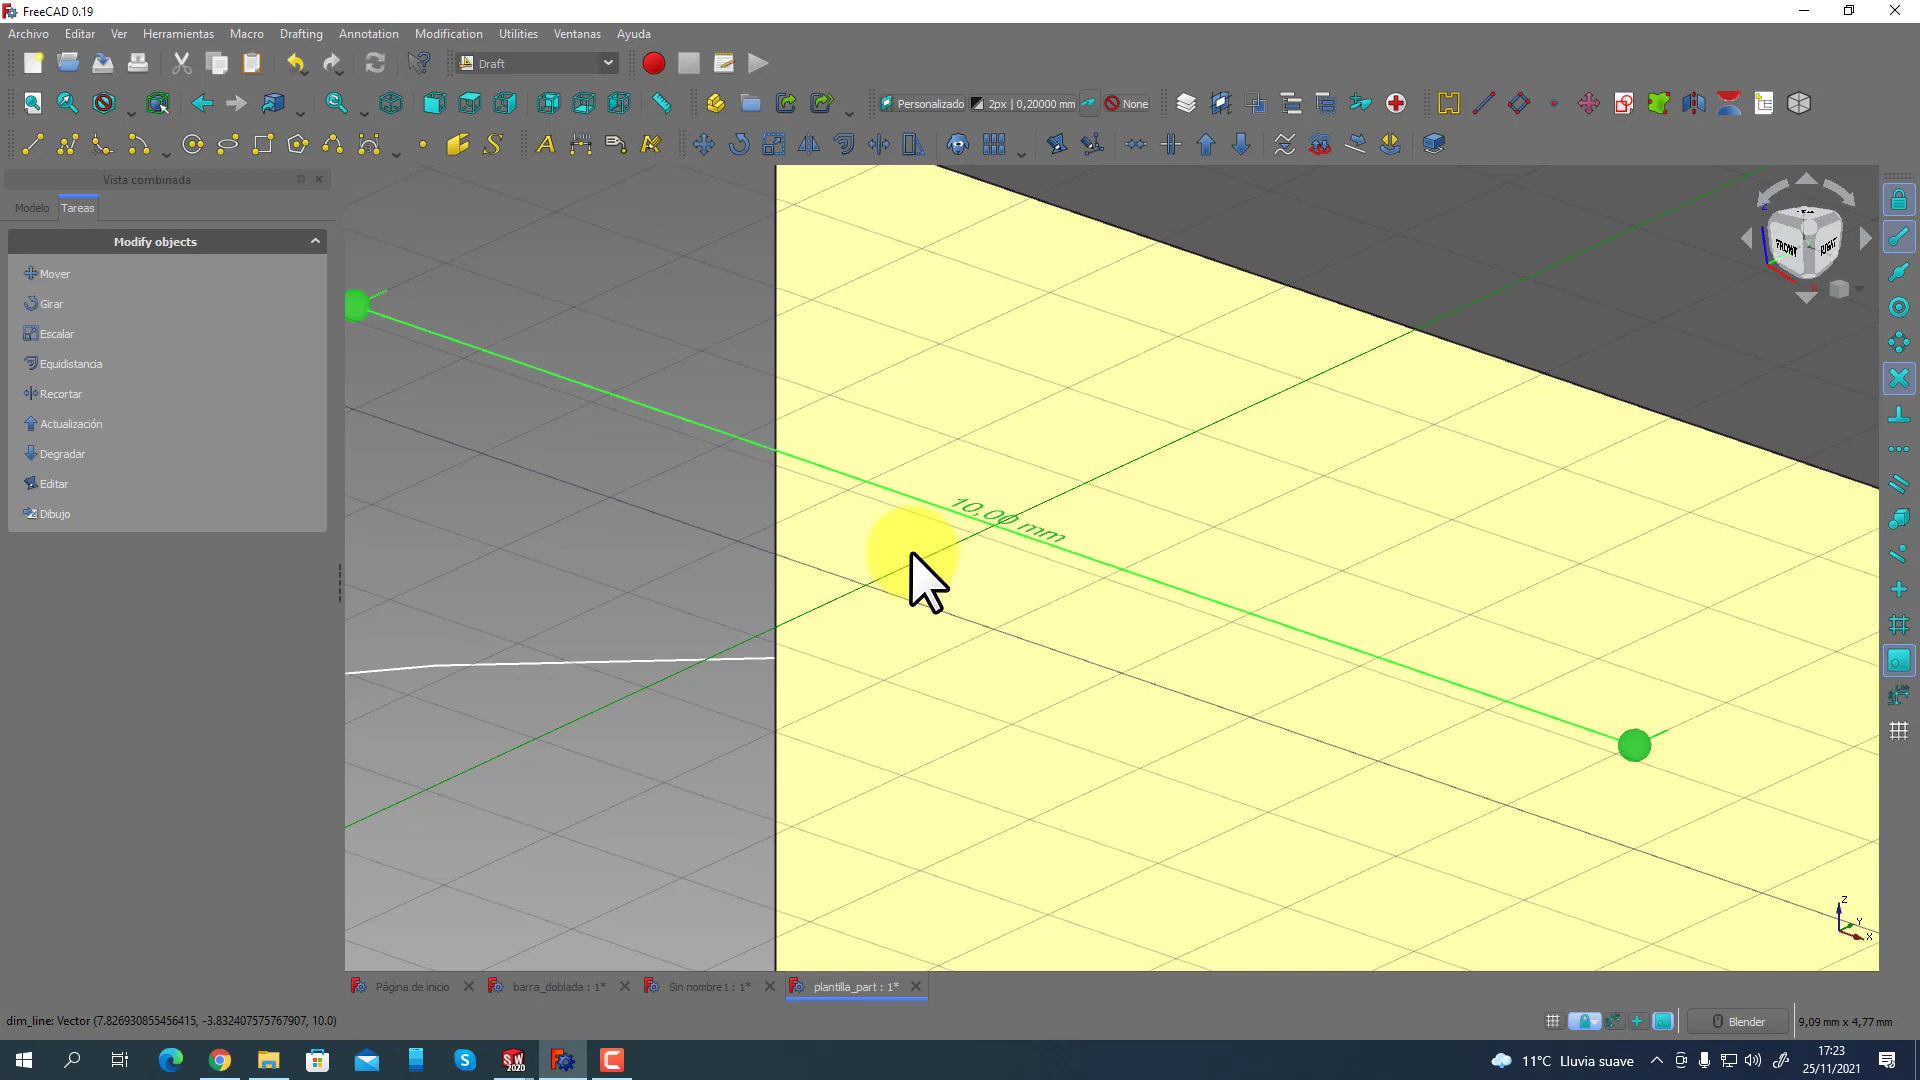 FreeCAD 0.19
Archivo Editar Ver Herramientas Macro Drafting Annotation Modification Utilities Ventanas Ayuda
Draft
Personalizado 2px | 0,20000 mm None
Vista combinada
Modelo Tareas
Modify objects
Mover
Girar
Escalar
Equidistancia
Recortar
Actualización
Degradar
Editar
Dibujo
FRONT RIGHT
10,00 mm
Z
Y
X
Página de inicio barra_doblada : 1* Sin nombre1 : 1* plantilla_part : 1*
dim_line: Vector (7.826930855456415, -3.832407575767907, 10.0)
Blender 9,09 mm x 4,77 mm
SW
2020
11°C Lluvia suave
17:23
25/11/2021